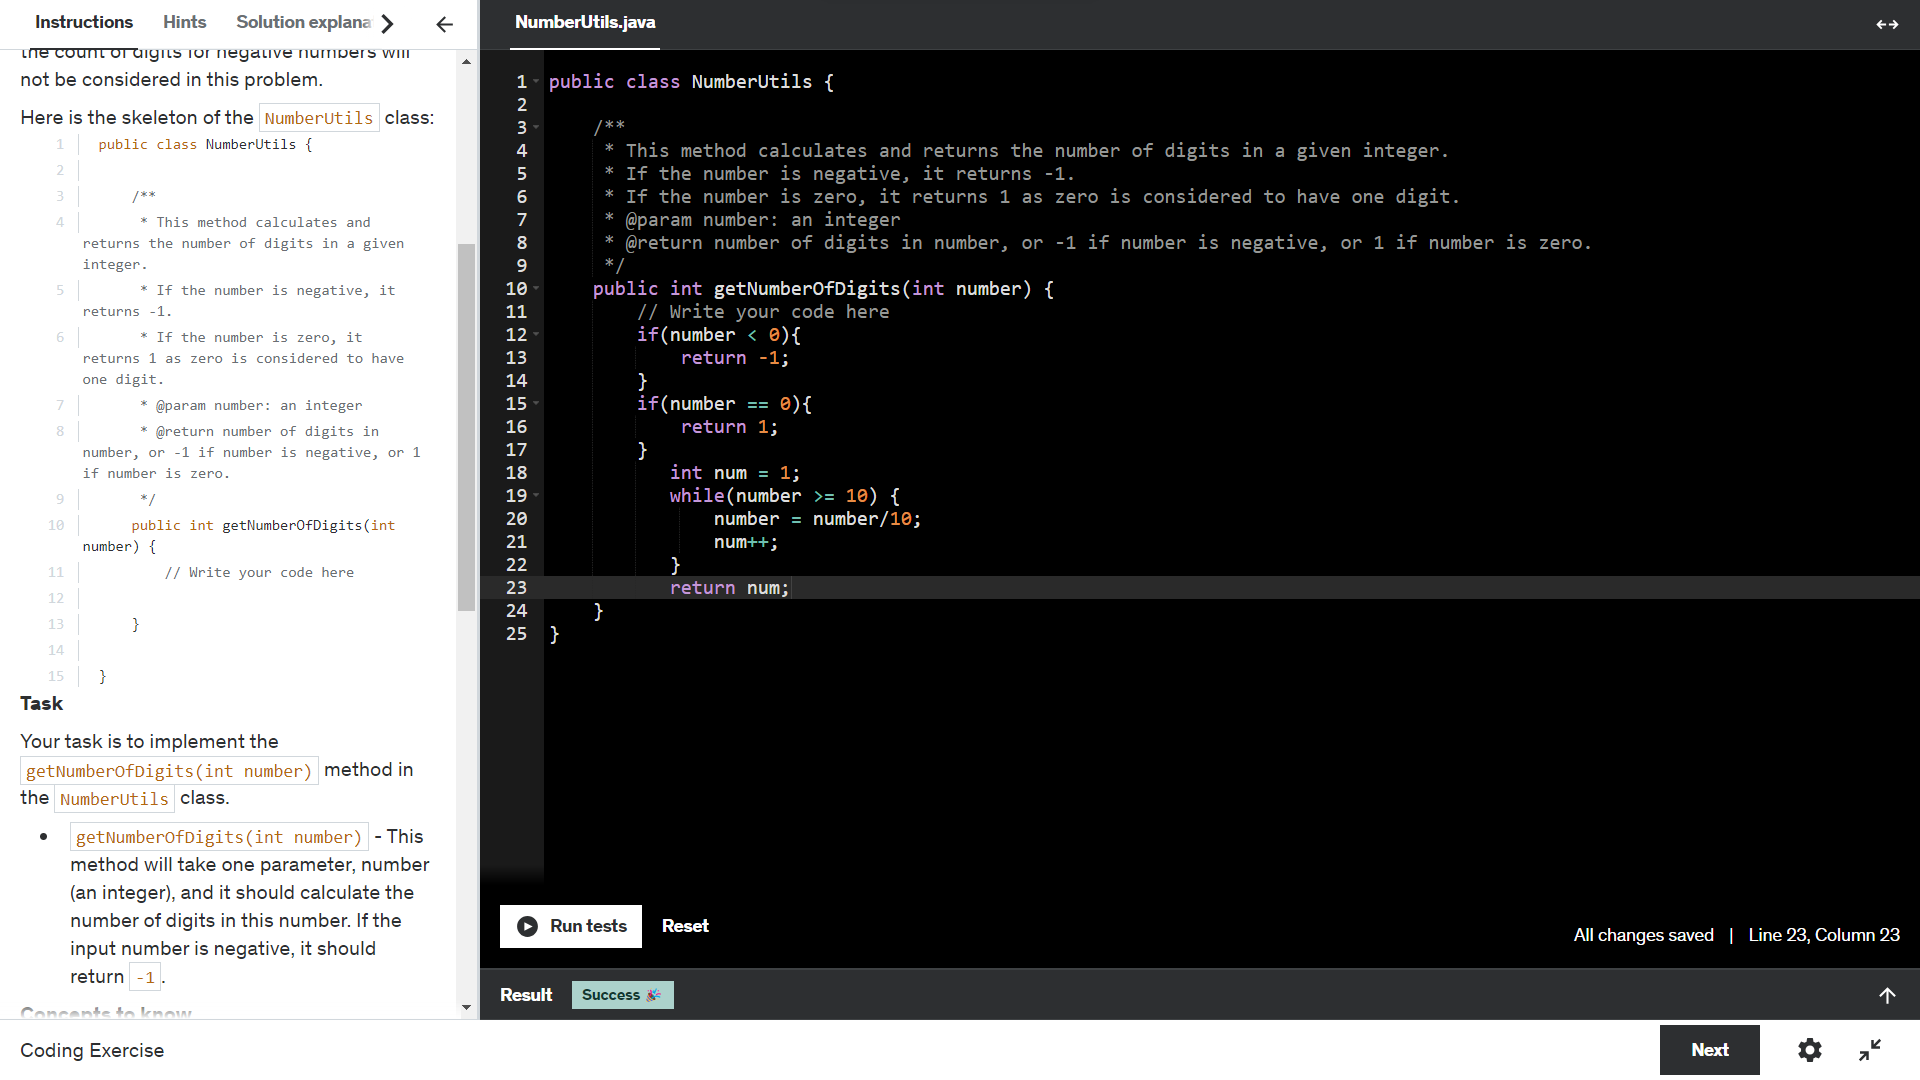 Instructions Hints Solution explana
the count of digits for negative numbers will
not be considered in this problem.
Here is the skeleton of the NumberUtils class:
1 public class NumberUtils {
2
3 /**
4 * This method calculates and
returns the number of digits in a given
integer.
5 * If the number is negative, it
returns -1.
6 * If the number is zero, it
returns 1 as zero is considered to have
one digit.
7 * @param number: an integer
8 * @return number of digits in
number, or -1 if number is negative, or 1
if number is zero.
9 */
10 public int getNumberOfDigits(int
number) {
11 // Write your code here
12
13 }
14
15 }
Task
Your task is to implement the
getNumberOfDigits(int number) method in
the NumberUtils class.
• getNumberOfDigits(int number) - This
method will take one parameter, number
(an integer), and it should calculate the
number of digits in this number. If the
input number is negative, it should
return -1.
Concepts to know
NumberUtils.java
1 public class NumberUtils {
2
3 /**
4 * This method calculates and returns the number of digits in a given integer.
5 * If the number is negative, it returns -1.
6 * If the number is zero, it returns 1 as zero is considered to have one digit.
7 * @param number: an integer
8 * @return number of digits in number, or -1 if number is negative, or 1 if number is zero.
9 */
10 public int getNumberOfDigits(int number) {
11 // Write your code here
12 if(number < 0){
13 return -1;
14 }
15 if(number == 0){
16 return 1;
17 }
18 int num = 1;
19 while(number >= 10) {
20 number = number/10;
21 num++;
22 }
23 return num;
24 }
25 }
Run tests Reset
All changes saved | Line 23, Column 23
Result Success 🎉
Coding Exercise
Next